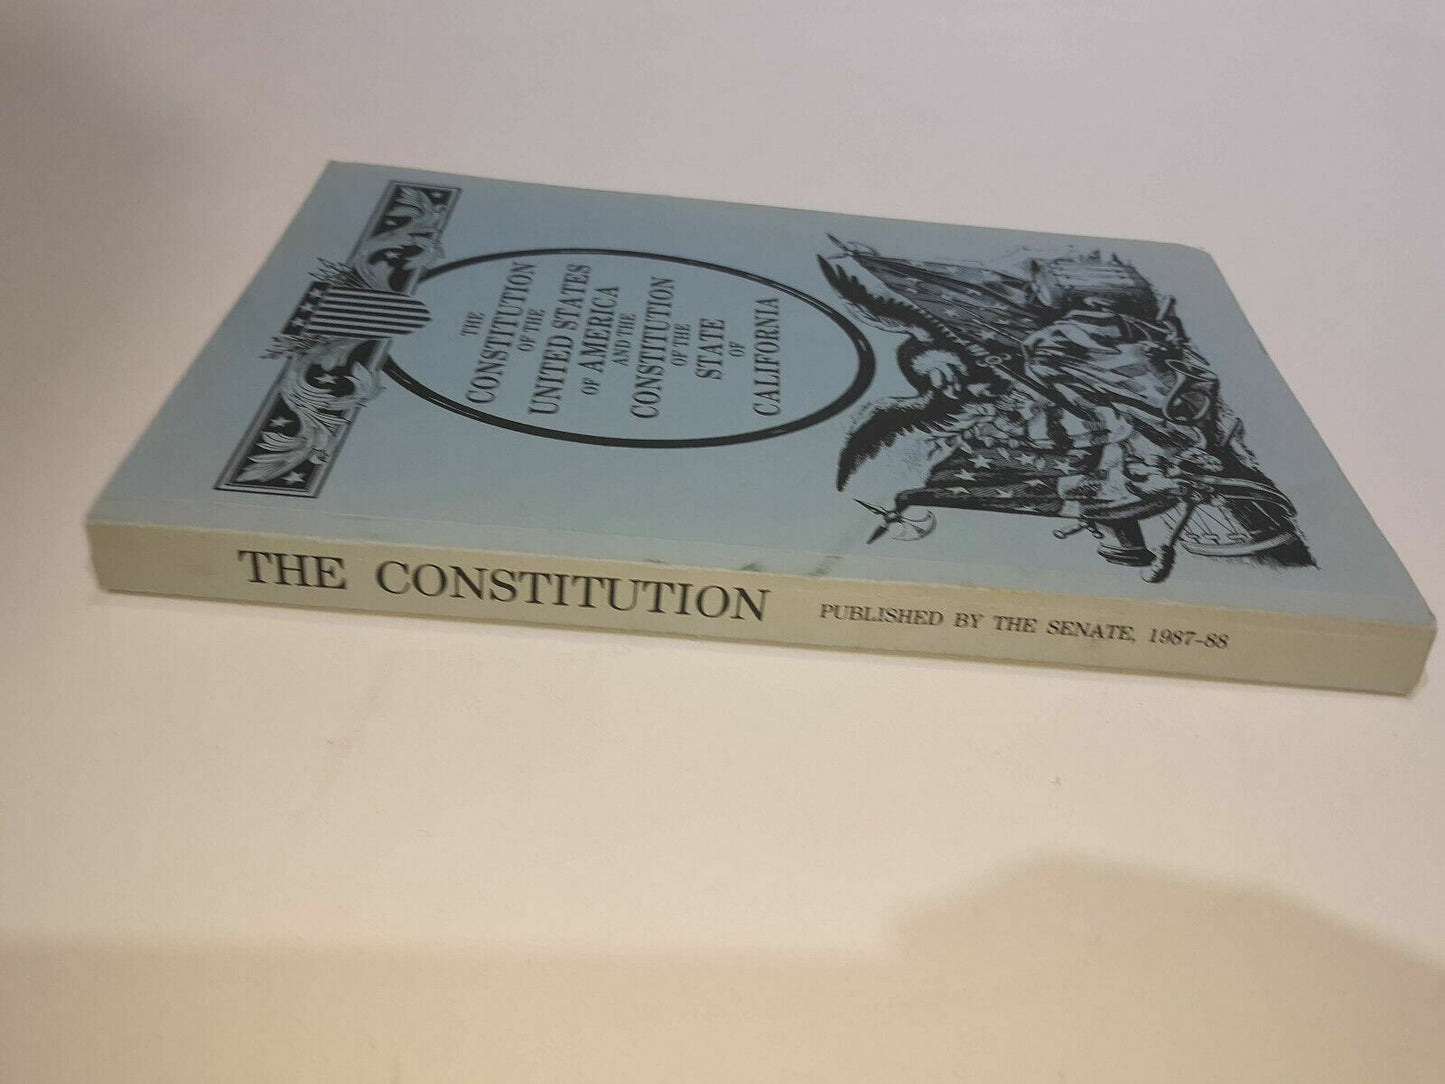 THE
CONSTITUTION
OF THE
UNITED STATES
OF AMERICA
AND THE
CONSTITUTION
OF THE
STATE
OF
CALIFORNIA
THE CONSTITUTION PUBLISHED BY THE SENATE, 1987–88